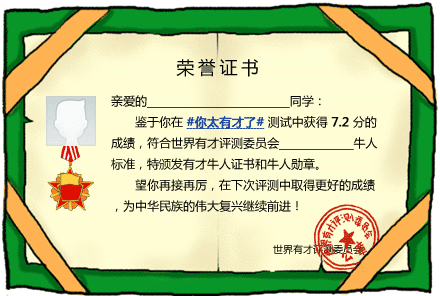 荣誉证书
亲爱的____________________同学：
鉴于你在 #你太有才了# 测试中获得 7.2 分的
成绩，符合世界有才评测委员会__________牛人
标准，特颁发有才牛人证书和牛人勋章。
望你再接再厉，在下次评测中取得更好的成绩
，为中华民族的伟大复兴继续前进！
世界有才评测委员会
世界有才评测委员会